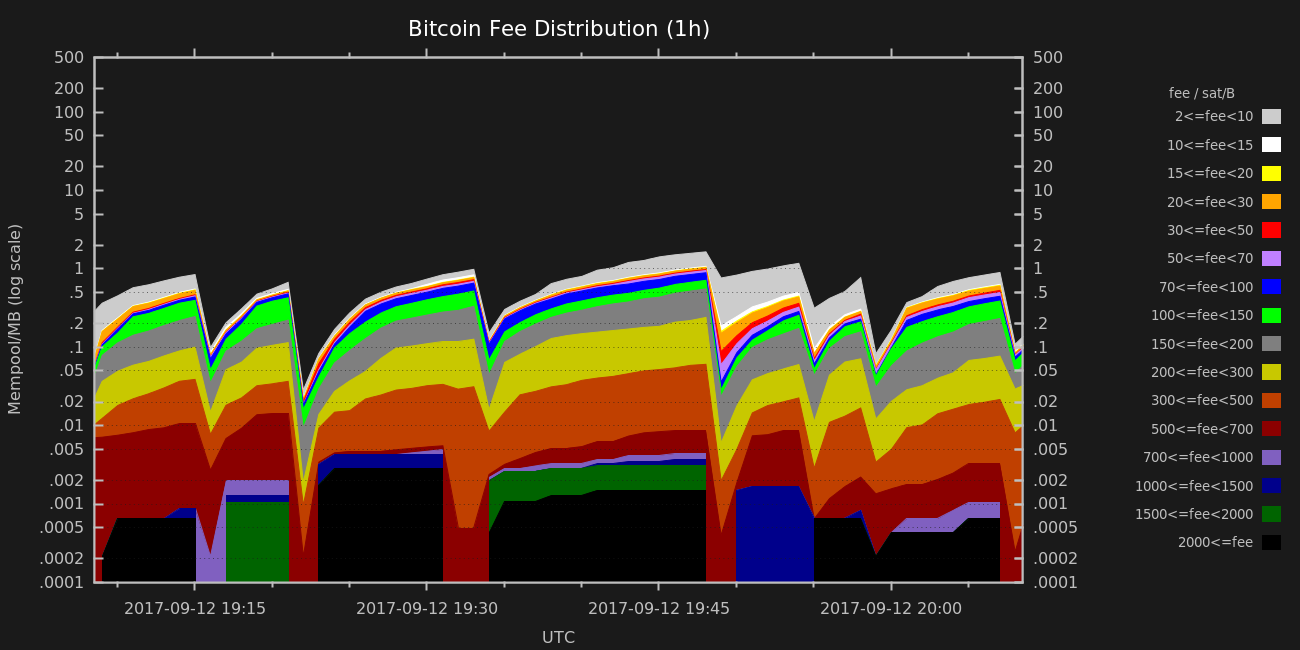 Bitcoin Fee Distribution (1h)
500
200
100
50
20
10
5
2
1
.5
.2
.1
.05
.02
.01
.005
.002
.001
.0005
.0002
.0001
Mempool/MB (log scale)
500
200
100
50
20
10
5
2
1
.5
.2
.1
.05
.02
.01
.005
.002
.001
.0005
.0002
.0001
2017-09-12 19:15
2017-09-12 19:30
2017-09-12 19:45
2017-09-12 20:00
UTC
fee / sat/B
2<=fee<10
10<=fee<15
15<=fee<20
20<=fee<30
30<=fee<50
50<=fee<70
70<=fee<100
100<=fee<150
150<=fee<200
200<=fee<300
300<=fee<500
500<=fee<700
700<=fee<1000
1000<=fee<1500
1500<=fee<2000
2000<=fee